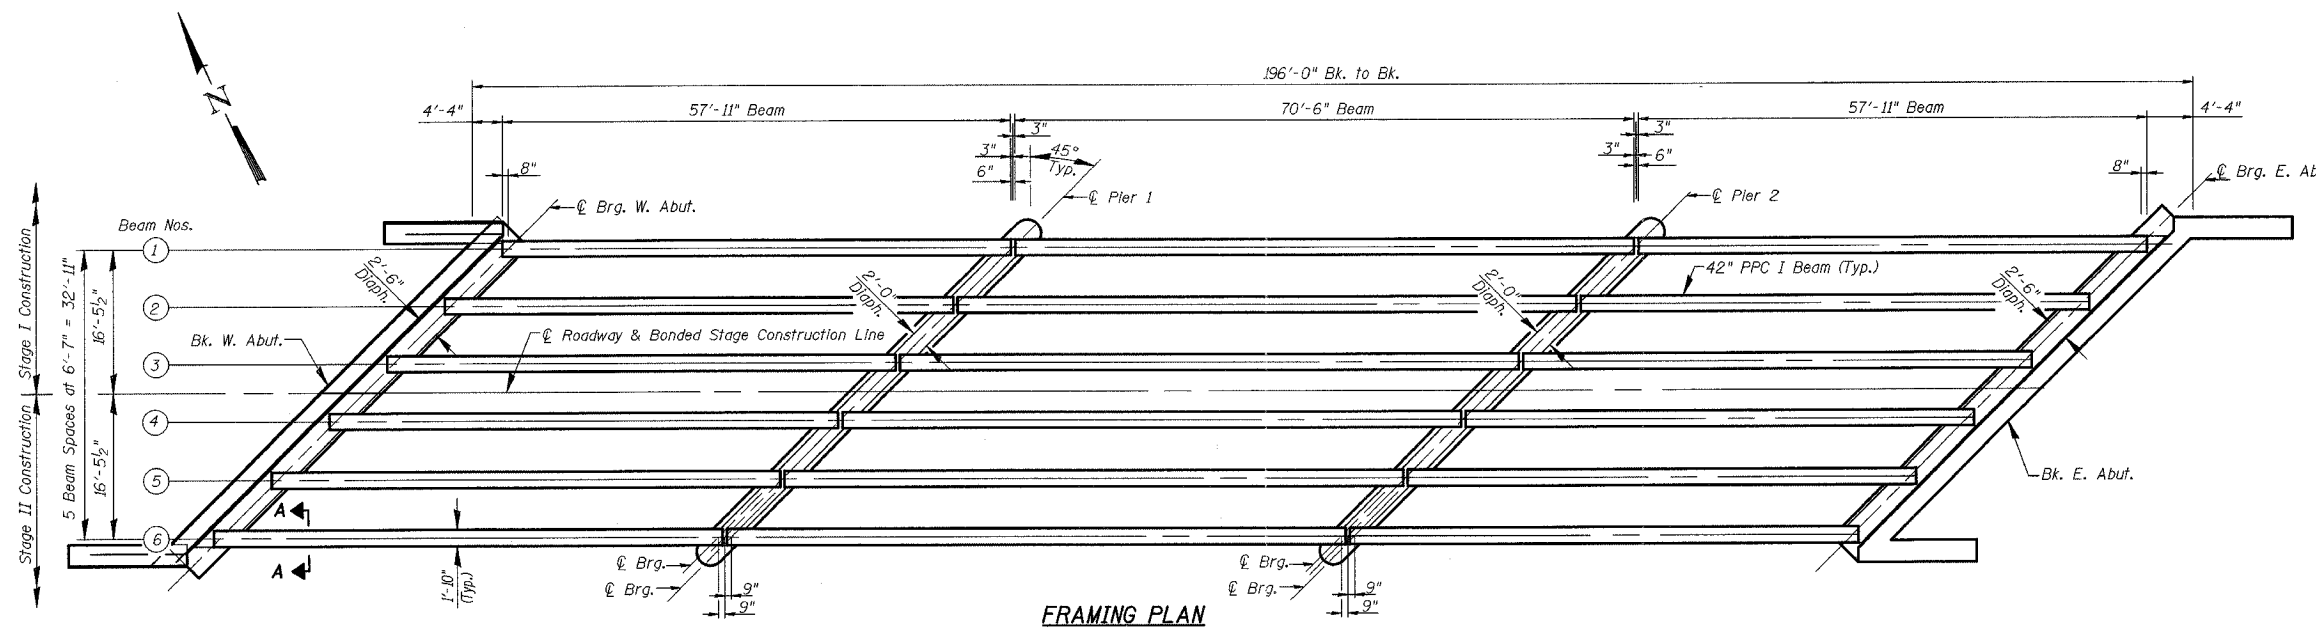 N
196'-0" Bk. to Bk.
4'-4"
57'-11" Beam
70'-6" Beam
57'-11" Beam
4'-4"
3"
3"
6"
45°
Typ.
3"
3"
6"
8"
8"
℄ Brg. W. Abut.
℄ Pier 1
℄ Pier 2
℄ Brg. E. Ab
Beam Nos.
1
2
3
4
5
6
Stage I Construction
Stage II Construction
5 Beam Spaces at 6'-7" = 32'-11"
16'-5½"
16'-5½"
2'-6"
Diaph.
2'-0"
Diaph.
2'-0"
Diaph.
2'-6"
Diaph.
42" PPC I Beam (Typ.)
℄ Roadway & Bonded Stage Construction Line
Bk. W. Abut.
Bk. E. Abut.
A
A
1'-10"
(Typ.)
℄ Brg.
℄ Brg.
9"
9"
℄ Brg.
℄ Brg.
9"
9"
FRAMING PLAN